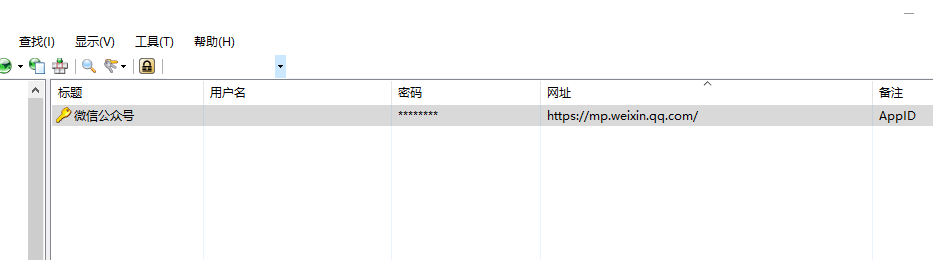 查找(I) 显示(V) 工具(T) 帮助(H)
标题 用户名 密码 网址 备注
微信公众号 ******** https://mp.weixin.qq.com/ AppID